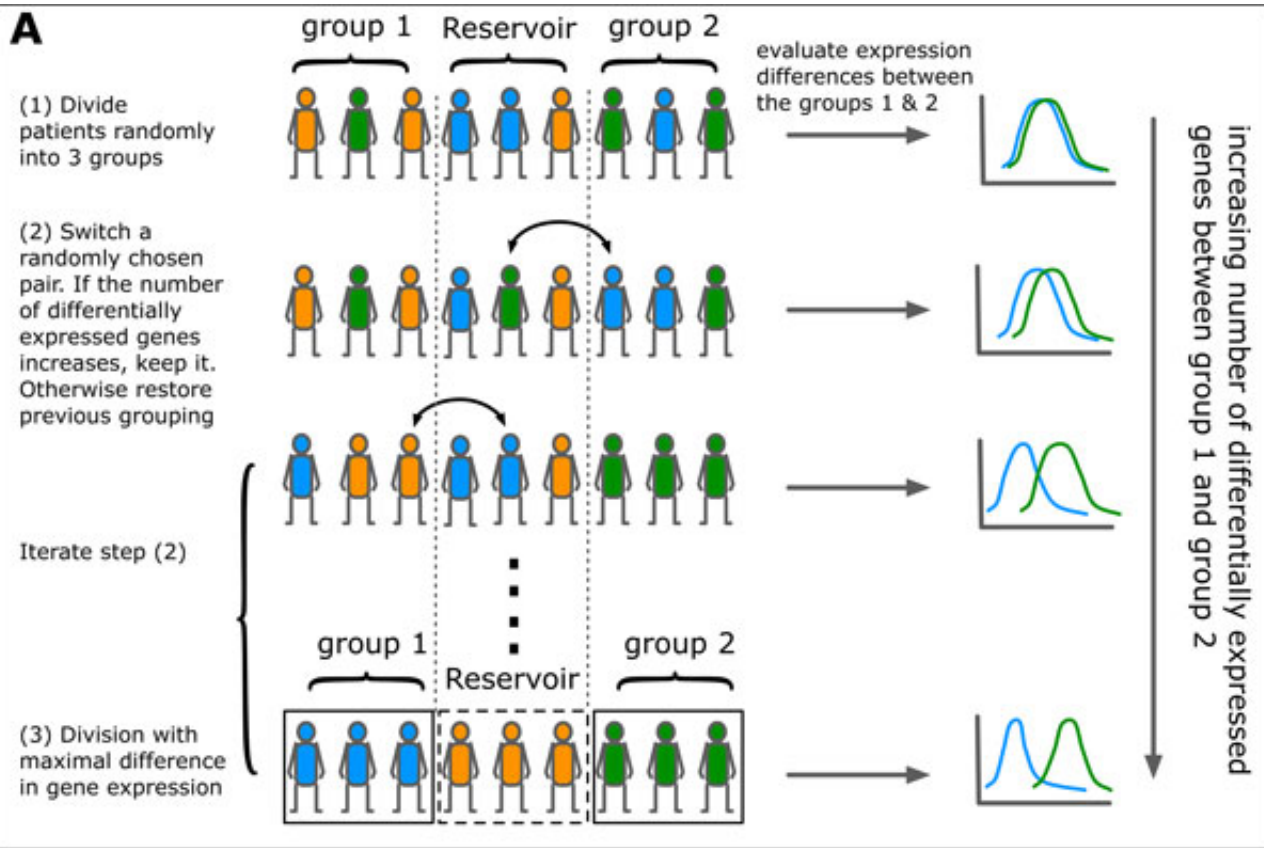 A
group 1
Reservoir
group 2
evaluate expression
differences between
the groups 1 & 2
(1) Divide
patients randomly
into 3 groups
(2) Switch a
randomly chosen
pair. If the number
of differentially
expressed genes
increases, keep it.
Otherwise restore
previous grouping
Iterate step (2)
group 1
Reservoir
group 2
(3) Division with
maximal difference
in gene expression
increasing number of differentially expressed
genes between group 1 and group 2